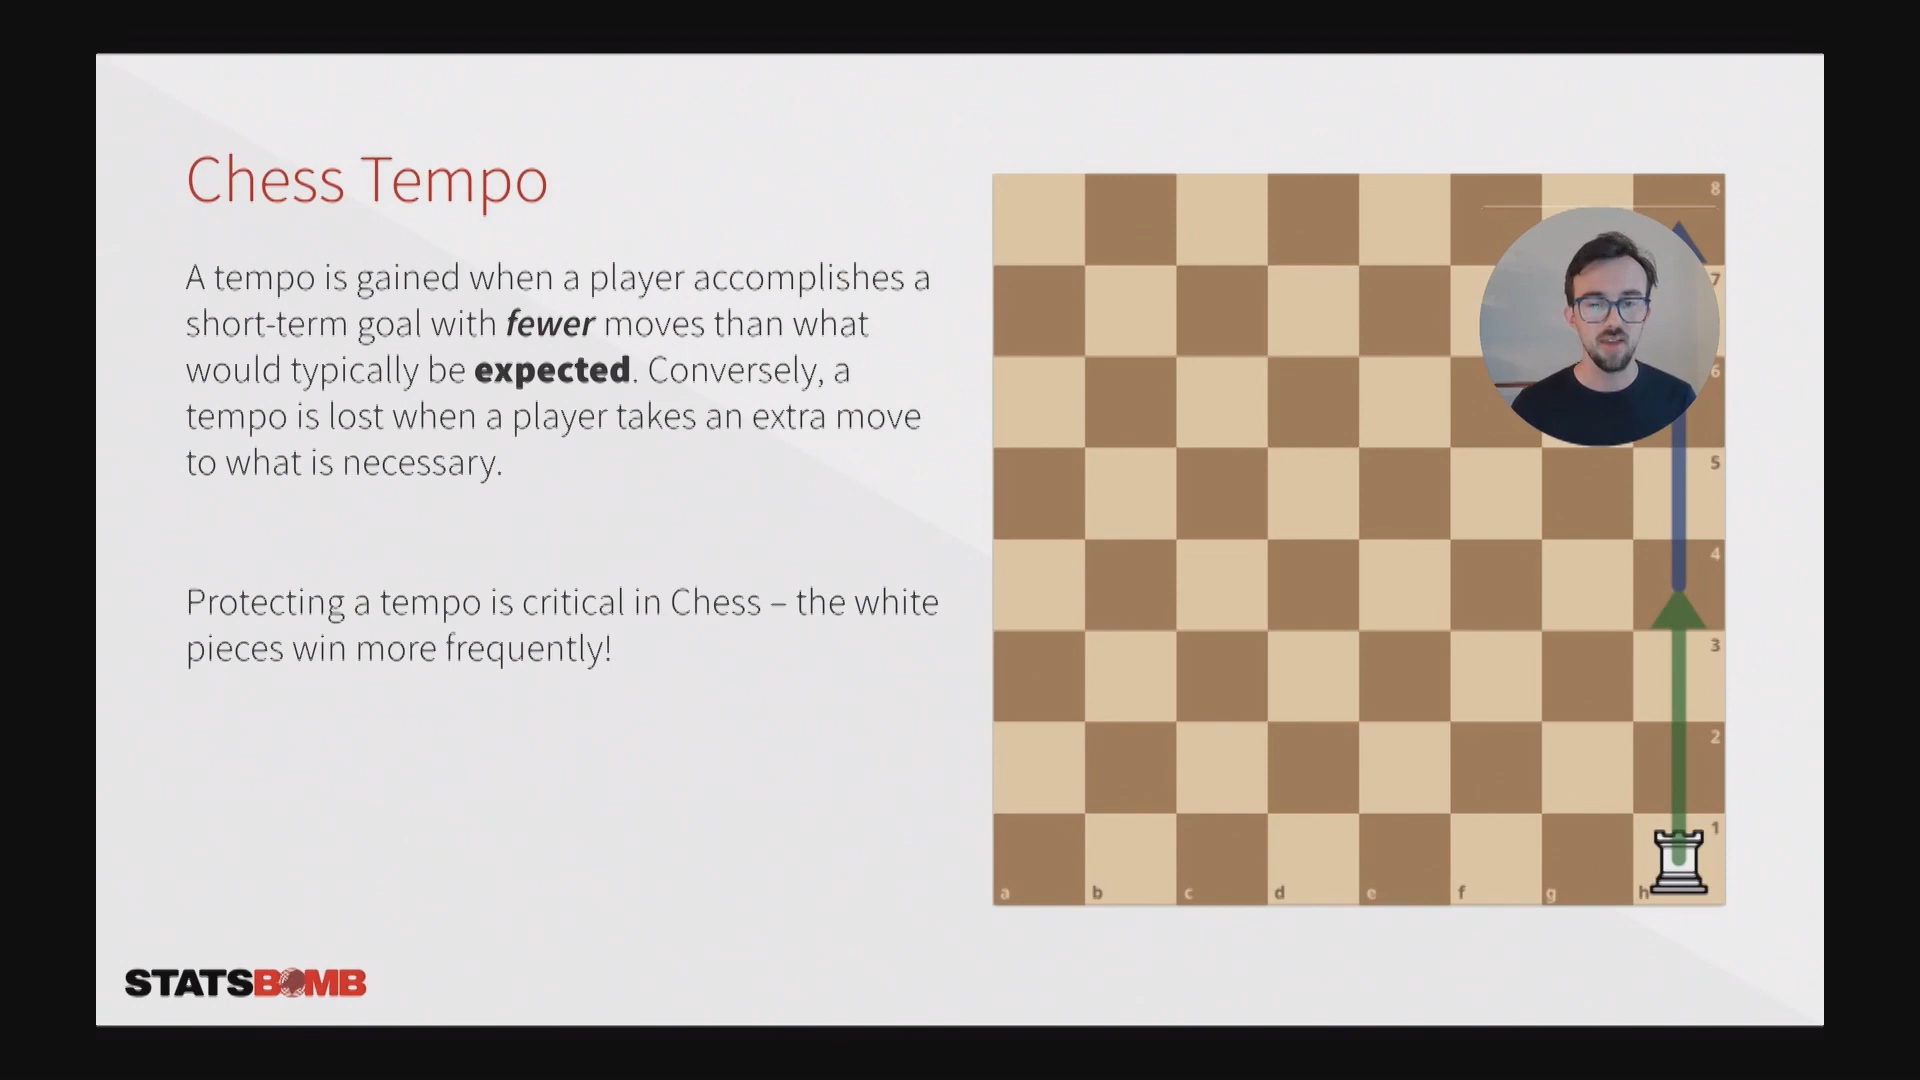 Chess Tempo
A tempo is gained when a player accomplishes a
short-term goal with fewer moves than what
would typically be expected. Conversely, a
tempo is lost when a player takes an extra move
to what is necessary.
Protecting a tempo is critical in Chess – the white
pieces win more frequently!
8
7
6
5
4
3
2
1
a b c d e f g h
STATSBOMB